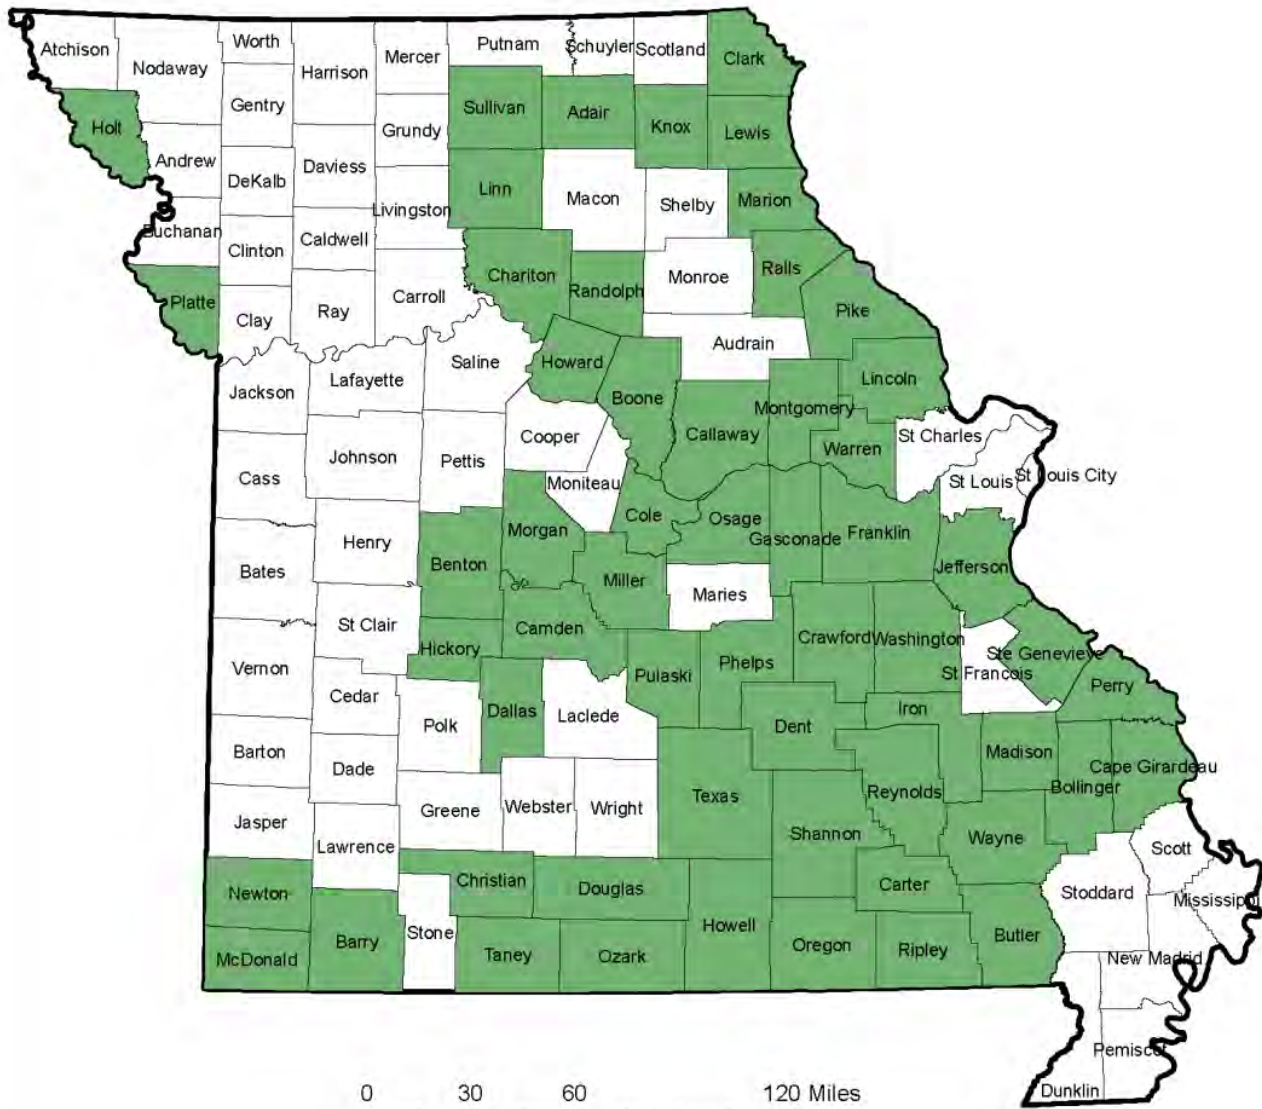 Atchison
Nodaway
Worth
Harrison
Mercer
Putnam
Schuyler
Scotland
Clark
Holt
Gentry
Grundy
Sullivan
Adair
Knox
Lewis
Andrew
DeKalb
Daviess
Livingston
Linn
Macon
Shelby
Marion
Buchanan
Clinton
Caldwell
Chariton
Randolph
Monroe
Ralls
Platte
Clay
Ray
Carroll
Pike
Jackson
Lafayette
Saline
Howard
Boone
Audrain
Lincoln
Montgomery
Callaway
Warren
St Charles
Cass
Johnson
Pettis
Cooper
Moniteau
St Louis
St Louis City
Bates
Henry
Benton
Morgan
Cole
Osage
Gasconade
Franklin
Jefferson
Miller
Maries
Vernon
St Clair
Hickory
Camden
Pulaski
Phelps
Crawford
Washington
Ste Genevieve
St Francois
Perry
Cedar
Polk
Dallas
Laclede
Dent
Iron
Madison
Bollinger
Cape Girardeau
Barton
Dade
Greene
Webster
Wright
Texas
Shannon
Reynolds
Wayne
Scott
Jasper
Lawrence
Newton
Christian
Douglas
Howell
Carter
Butler
Stoddard
Mississippi
McDonald
Barry
Stone
Taney
Ozark
Oregon
Ripley
New Madrid
Pemiscot
Dunklin
0 30 60 120 Miles